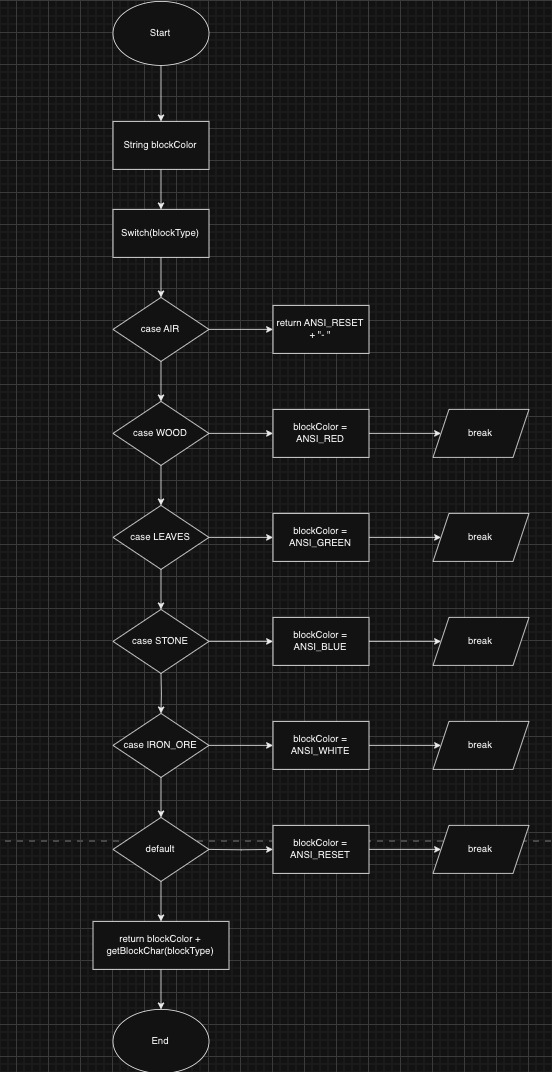 Start
String blockColor
Switch(blockType)
case AIR
return ANSI_RESET
+ "- "
case WOOD
blockColor =
ANSI_RED
break
case LEAVES
blockColor =
ANSI_GREEN
break
case STONE
blockColor =
ANSI_BLUE
break
case IRON_ORE
blockColor =
ANSI_WHITE
break
default
blockColor =
ANSI_RESET
break
return blockColor +
getBlockChar(blockType)
End